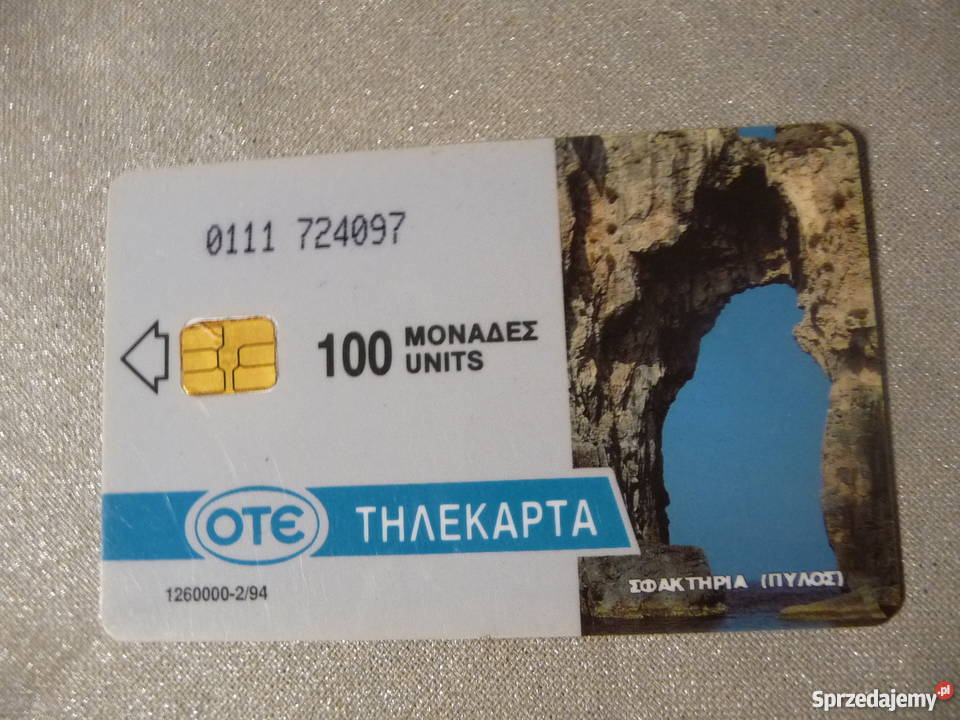 0111 724097
100 ΜΟΝΑΔΕΣ
UNITS
ΟΤΕ ΤΗΛΕΚΑΡΤΑ
1260000-2/94
ΣΦΑΚΤΗΡΙΑ (ΠΥΛΟΣ)
Sprzedajemy.pl